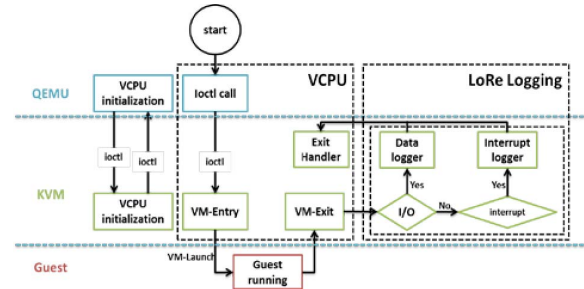 start
VCPU
LoRe Logging
QEMU
VCPU
initialization
Ioctl call
ioctl
ioctl
ioctl
Exit
Handler
Data
logger
Interrupt
logger
Yes
Yes
KVM
VCPU
initialization
VM-Entry
VM-Exit
I/O
No
interrupt
VM-Launch
Guest
Guest
running